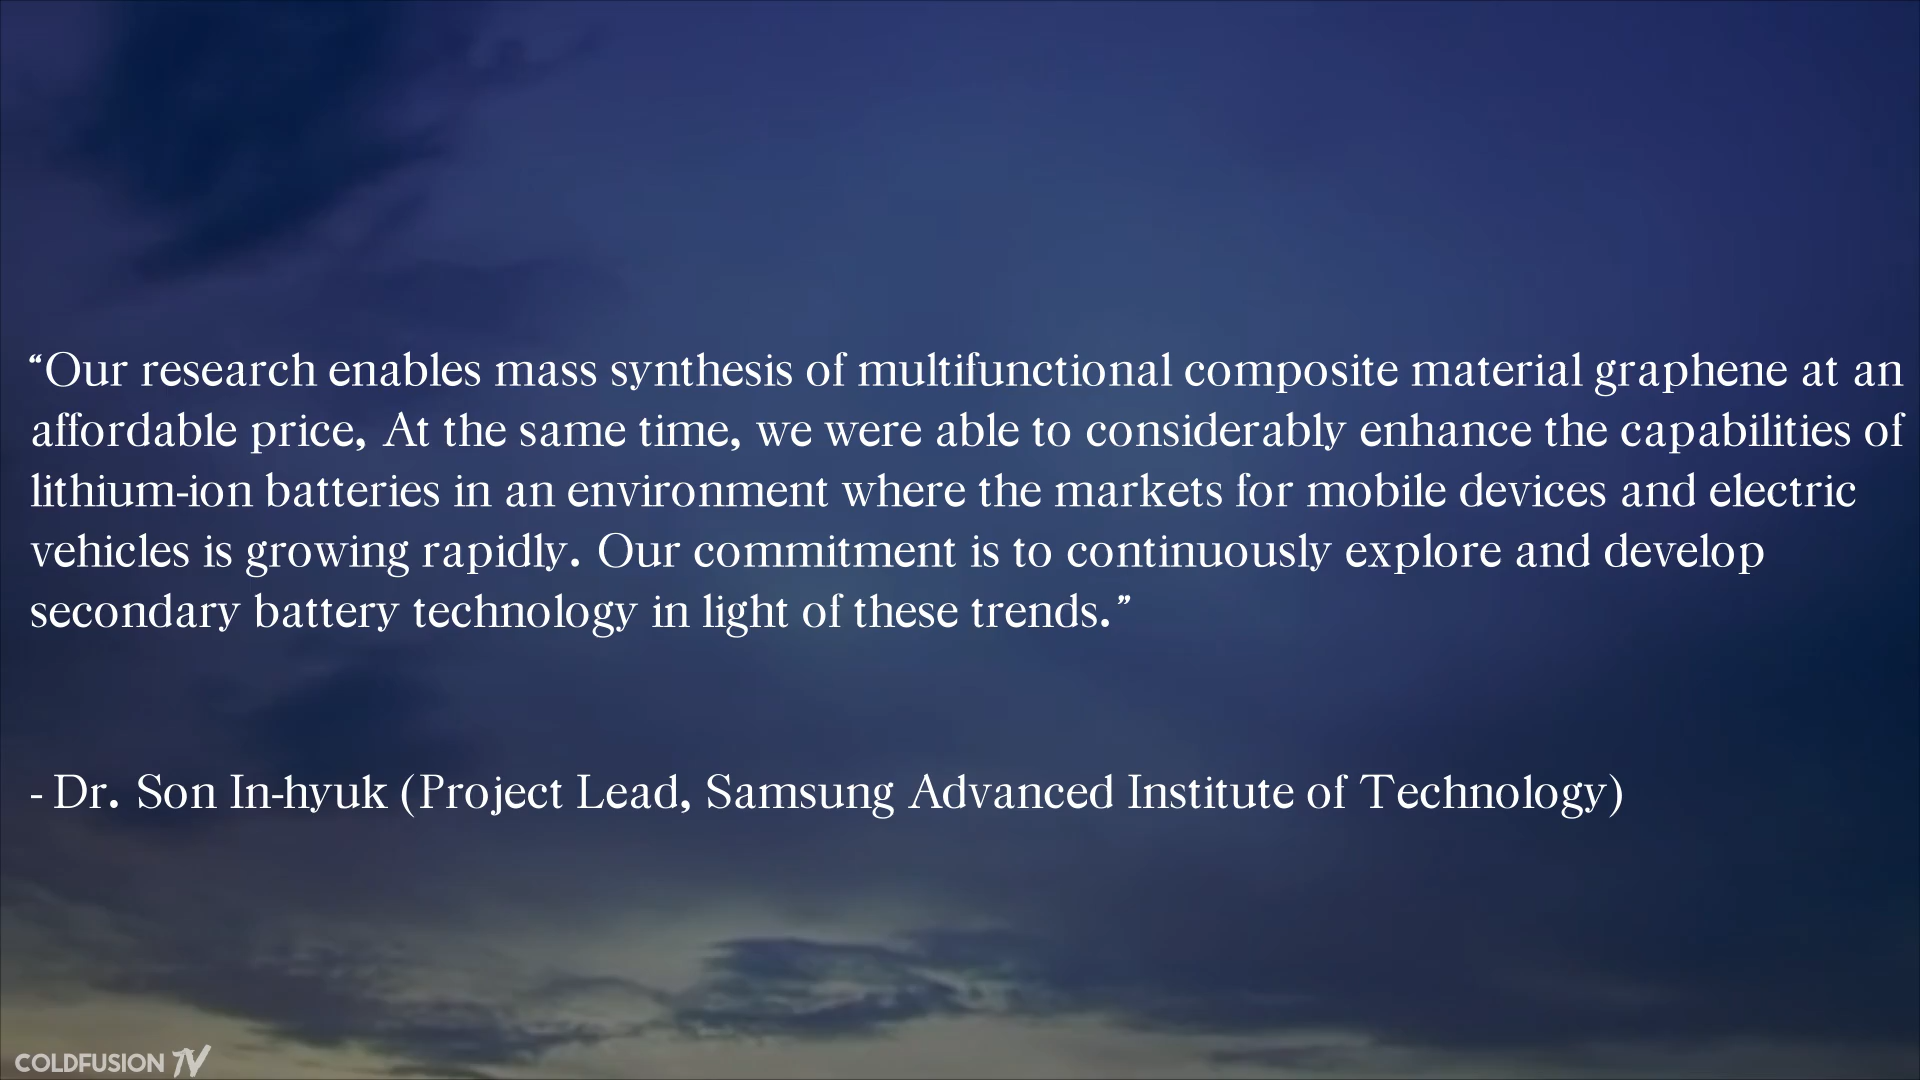 “Our research enables mass synthesis of multifunctional composite material graphene at an
affordable price, At the same time, we were able to considerably enhance the capabilities of
lithium-ion batteries in an environment where the markets for mobile devices and electric
vehicles is growing rapidly. Our commitment is to continuously explore and develop
secondary battery technology in light of these trends.”
- Dr. Son In-hyuk (Project Lead, Samsung Advanced Institute of Technology)
COLDFUSION TV